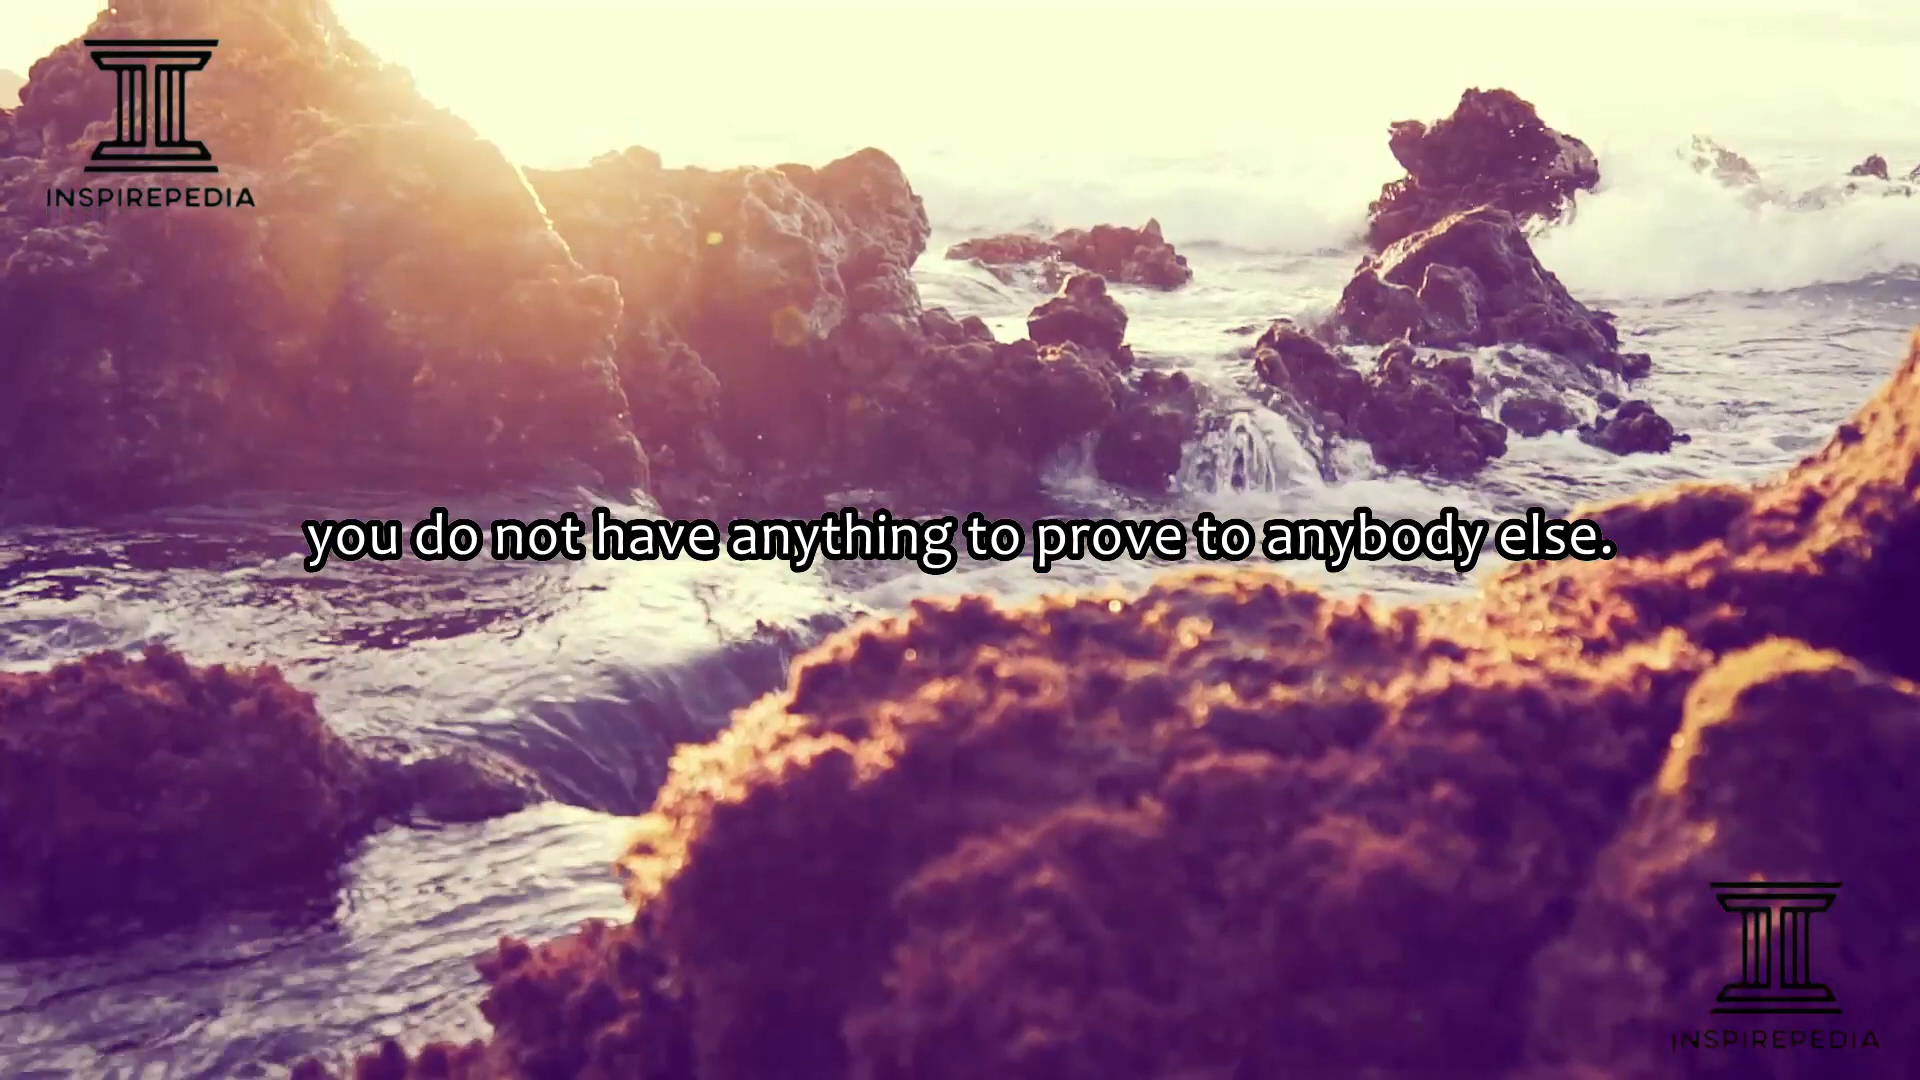 INSPIREPEDIA
you do not have anything to prove to anybody else.
INSPIREPEDIA